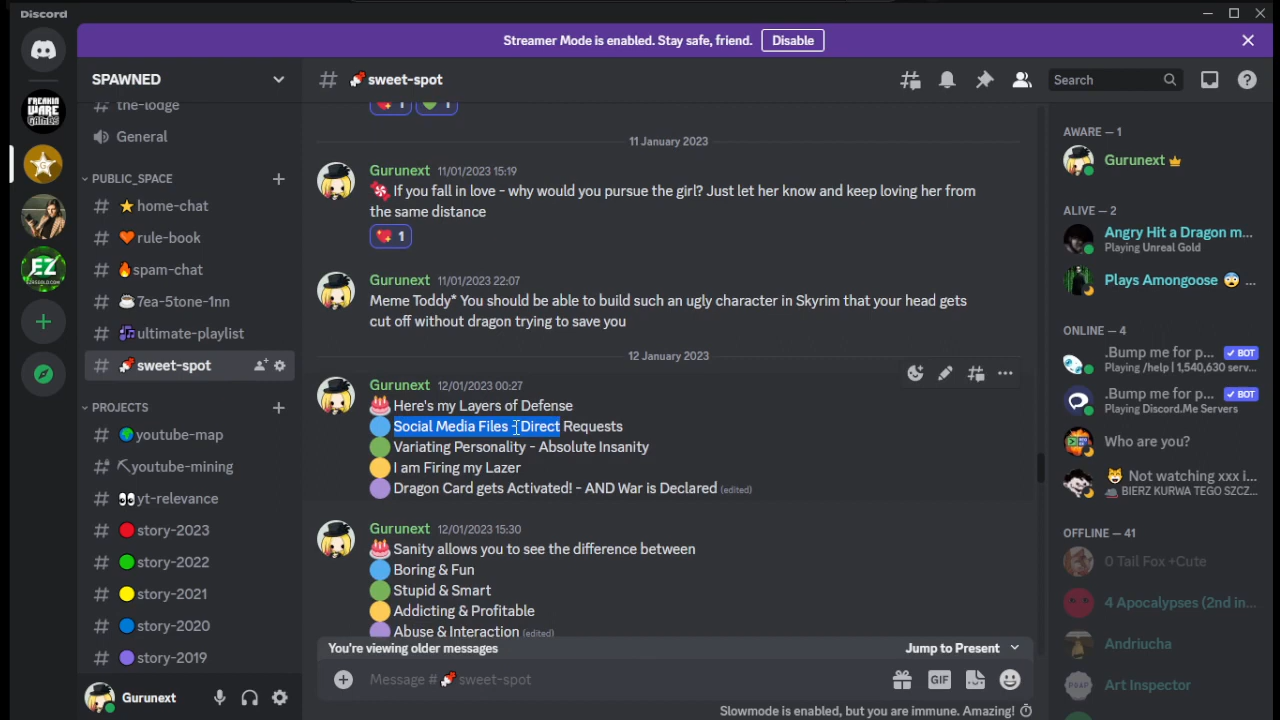 Discord
Streamer Mode is enabled. Stay safe, friend. Disable
SPAWNED
# sweet-spot
Search
# the-lodge
General
PUBLIC_SPACE
# home-chat
# rule-book
# spam-chat
# 7ea-5tone-1nn
# ultimate-playlist
# sweet-spot
PROJECTS
# youtube-map
# youtube-mining
# yt-relevance
# story-2023
# story-2022
# story-2021
# story-2020
# story-2019
Gurunext
FREAKIN
WARE
GAMES
EZ
1 1
11 January 2023
Gurunext 11/01/2023 15:19
If you fall in love - why would you pursue the girl? Just let her know and keep loving her from
the same distance
1
Gurunext 11/01/2023 22:07
Meme Toddy* You should be able to build such an ugly character in Skyrim that your head gets
cut off without dragon trying to save you
12 January 2023
Gurunext 12/01/2023 00:27
Here's my Layers of Defense
Social Media Files - Direct Requests
Variating Personality - Absolute Insanity
I am Firing my Lazer
Dragon Card gets Activated! - AND War is Declared (edited)
Gurunext 12/01/2023 15:30
Sanity allows you to see the difference between
Boring & Fun
Stupid & Smart
Addicting & Profitable
Abuse & Interaction (edited)
You're viewing older messages Jump to Present
Message # sweet-spot
GIF
Slowmode is enabled, but you are immune. Amazing!
AWARE — 1
Gurunext
ALIVE — 2
Angry Hit a Dragon m...
Playing Unreal Gold
Plays Amongoose ...
ONLINE — 4
.Bump me for p... ✓ BOT
Playing /help | 1,540,630 serv...
.Bump me for p... ✓ BOT
Playing Discord.Me Servers
Who are you?
Not watching xxx i...
BIERZ KURWA TEGO SZCZ...
OFFLINE — 41
0 Tail Fox +Cute
4 Apocalypses (2nd in...
Andriucha
Art Inspector